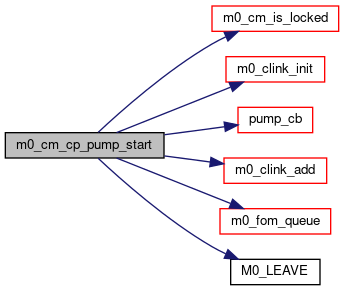 m0_cm_cp_pump_start
m0_cm_is_locked
m0_clink_init
pump_cb
m0_clink_add
m0_fom_queue
M0_LEAVE